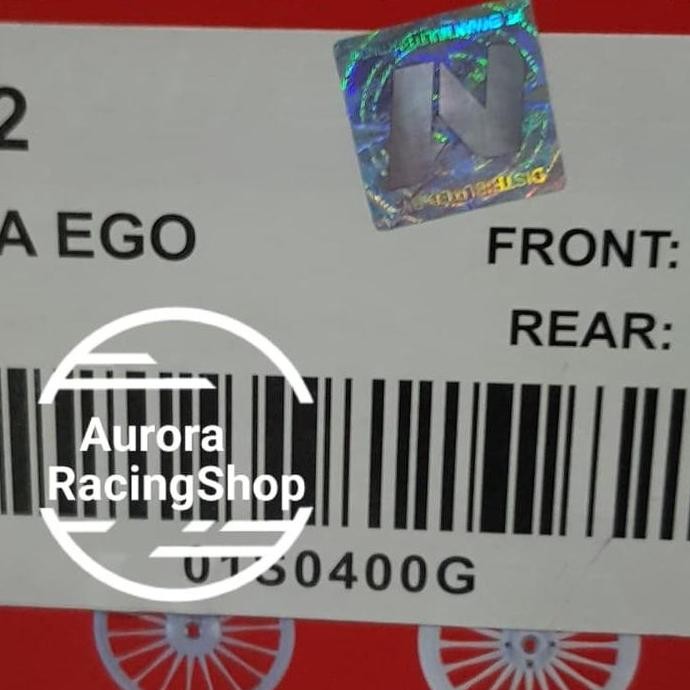 2
A EGO
N
FRONT:
REAR:
Aurora
RacingShop
01S0400G